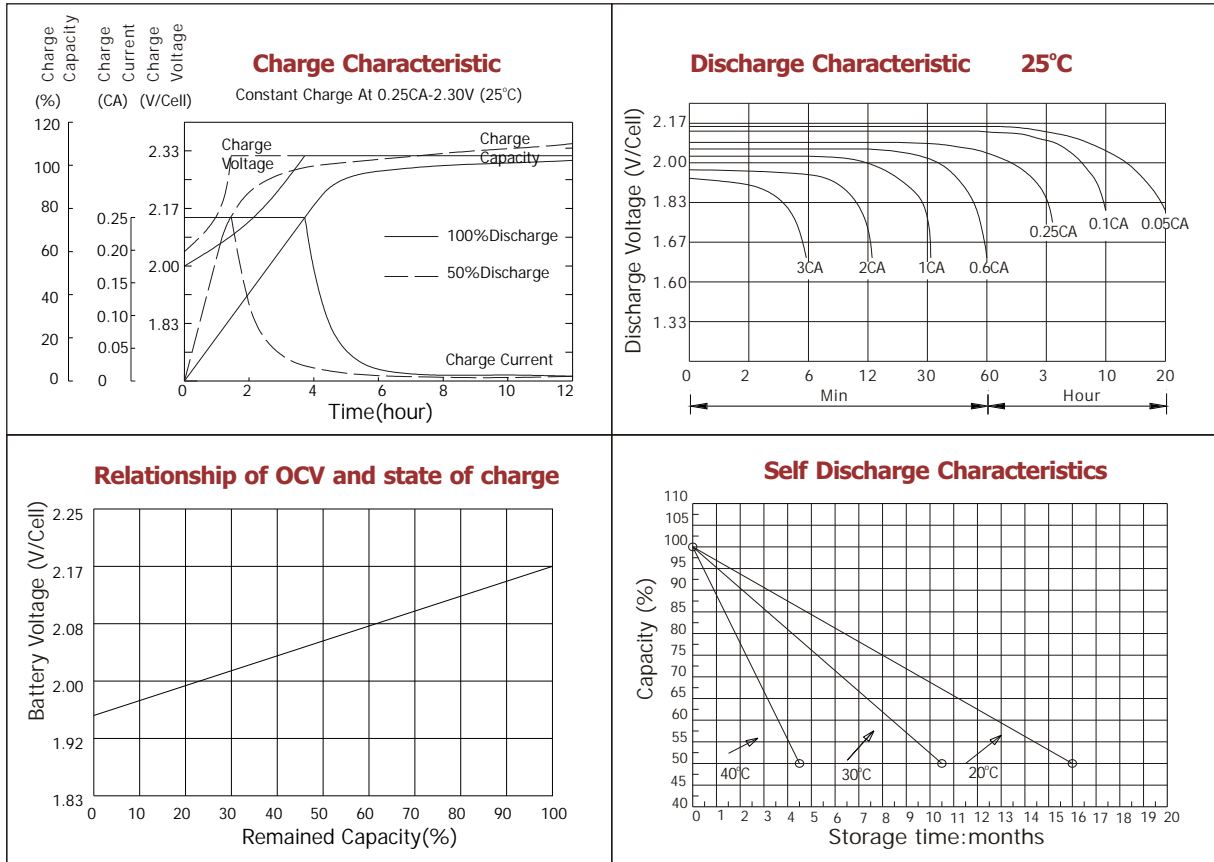 Charge Capacity
Charge Current
Charge Voltage
(%)
(CA)
(V/Cell)
Charge Characteristic
Constant Charge At 0.25CA-2.30V (25°C)
120
100
80
60
40
20
0
0.25
0.20
0.15
0.10
0.05
0
2.33
2.17
2.00
1.83
Charge Voltage
Charge Capacity
100%Discharge
50%Discharge
Charge Current
0 2 4 6 8 10 12
Time(hour)
Discharge Characteristic 25°C
Discharge Voltage (V/Cell)
2.17
2.00
1.83
1.67
1.60
1.33
3CA
2CA
1CA
0.6CA
0.25CA
0.1CA
0.05CA
0 2 6 12 30 60 3 10 20
Min
Hour
Relationship of OCV and state of charge
Battery Voltage (V/Cell)
2.25
2.17
2.08
2.00
1.92
1.83
0 10 20 30 40 50 60 70 80 90 100
Remained Capacity(%)
Self Discharge Characteristics
Capacity (%)
110
100
95
90
85
80
75
70
65
60
55
50
45
40
40°C
30°C
20°C
0 1 2 3 4 5 6 7 8 9 10 11 12 13 14 15 16 17 18 19 20
Storage time:months